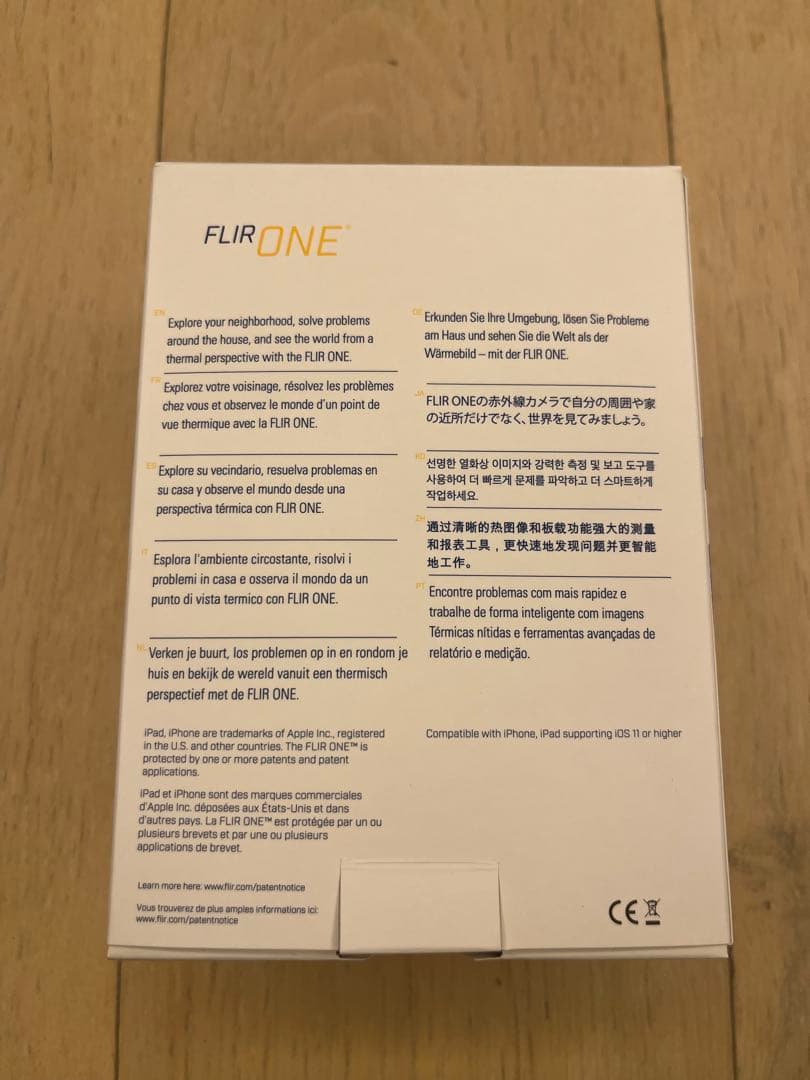 FLIR ONE
EN
Explore your neighborhood, solve problems
around the house, and see the world from a
thermal perspective with the FLIR ONE.
FR
Explorez votre voisinage, résolvez les problèmes
chez vous et observez le monde d'un point de
vue thermique avec la FLIR ONE.
ES
Explore su vecindario, resuelva problemas en
su casa y observe el mundo desde una
perspectiva térmica con FLIR ONE.
IT
Esplora l'ambiente circostante, risolvi i
problemi in casa e osserva il mondo da un
punto di vista termico con FLIR ONE.
NL
Verken je buurt, los problemen op in en rondom je
huis en bekijk de wereld vanuit een thermisch
perspectief met de FLIR ONE.
DE
Erkunden Sie Ihre Umgebung, lösen Sie Probleme
am Haus und sehen Sie die Welt als der
Wärmebild – mit der FLIR ONE.
JA
FLIR ONEの赤外線カメラで自分の周囲や家
の近所だけでなく、世界を見てみましょう。
KO
선명한 열화상 이미지와 강력한 측정 및 보고 도구를
사용하여 더 빠르게 문제를 파악하고 더 스마트하게
작업하세요.
ZH
通过清晰的热图像和板载功能强大的测量
和报表工具，更快速地发现问题并更智能
地工作。
PT
Encontre problemas com mais rapidez e
trabalhe de forma inteligente com imagens
Térmicas nítidas e ferramentas avançadas de
relatório e medição.
iPad, iPhone are trademarks of Apple Inc., registered
in the U.S. and other countries. The FLIR ONE™ is
protected by one or more patents and patent
applications.
iPad et iPhone sont des marques commerciales
d'Apple Inc. déposées aux États-Unis et dans
d'autres pays. La FLIR ONE™ est protégée par un ou
plusieurs brevets et par une ou plusieurs
applications de brevet.
Compatible with iPhone, iPad supporting iOS 11 or higher
Learn more here: www.flir.com/patentnotice
Vous trouverez de plus amples informations ici:
www.flir.com/patentnotice
CE